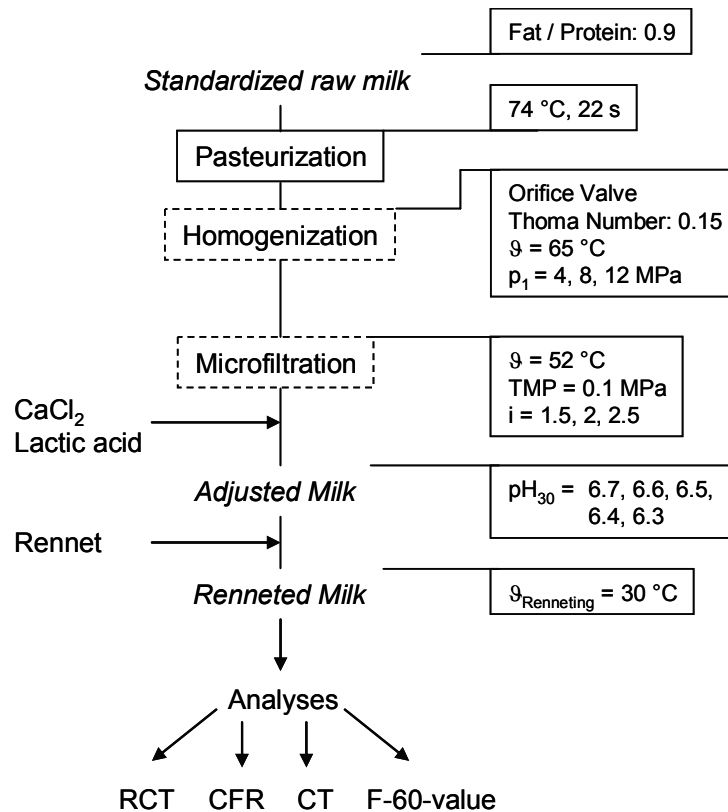 Fat / Protein: 0.9
Standardized raw milk
74 °C, 22 s
Pasteurization
Orifice Valve
Thoma Number: 0.15
ϑ = 65 °C
p₁ = 4, 8, 12 MPa
Homogenization
Microfiltration
ϑ = 52 °C
TMP = 0.1 MPa
i = 1.5, 2, 2.5
CaCl₂
Lactic acid
Adjusted Milk
pH₃₀ = 6.7, 6.6, 6.5,
6.4, 6.3
Rennet
Renneted Milk
ϑRenneting = 30 °C
Analyses
RCT CFR CT F-60-value